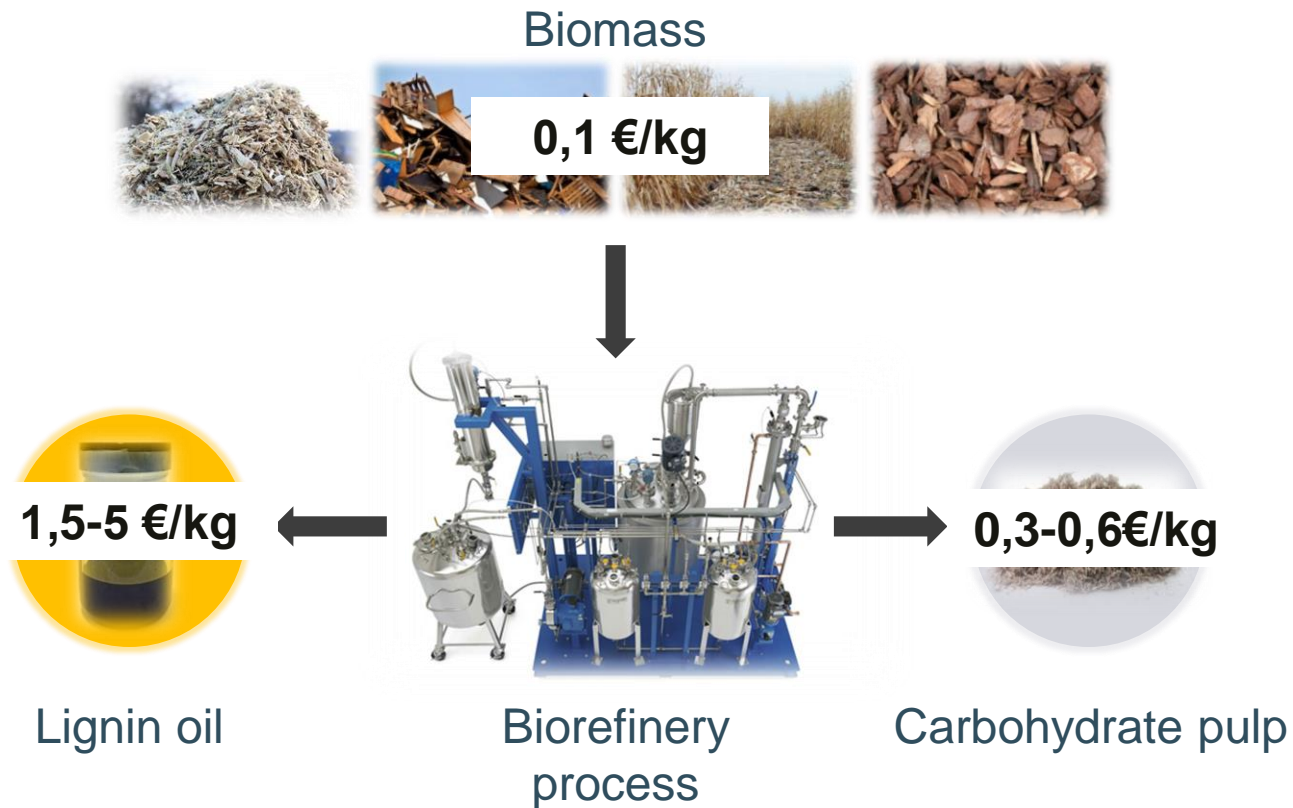 Biomass
0,1 €/kg
1,5-5 €/kg
0,3-0,6€/kg
Lignin oil
Biorefinery
process
Carbohydrate pulp